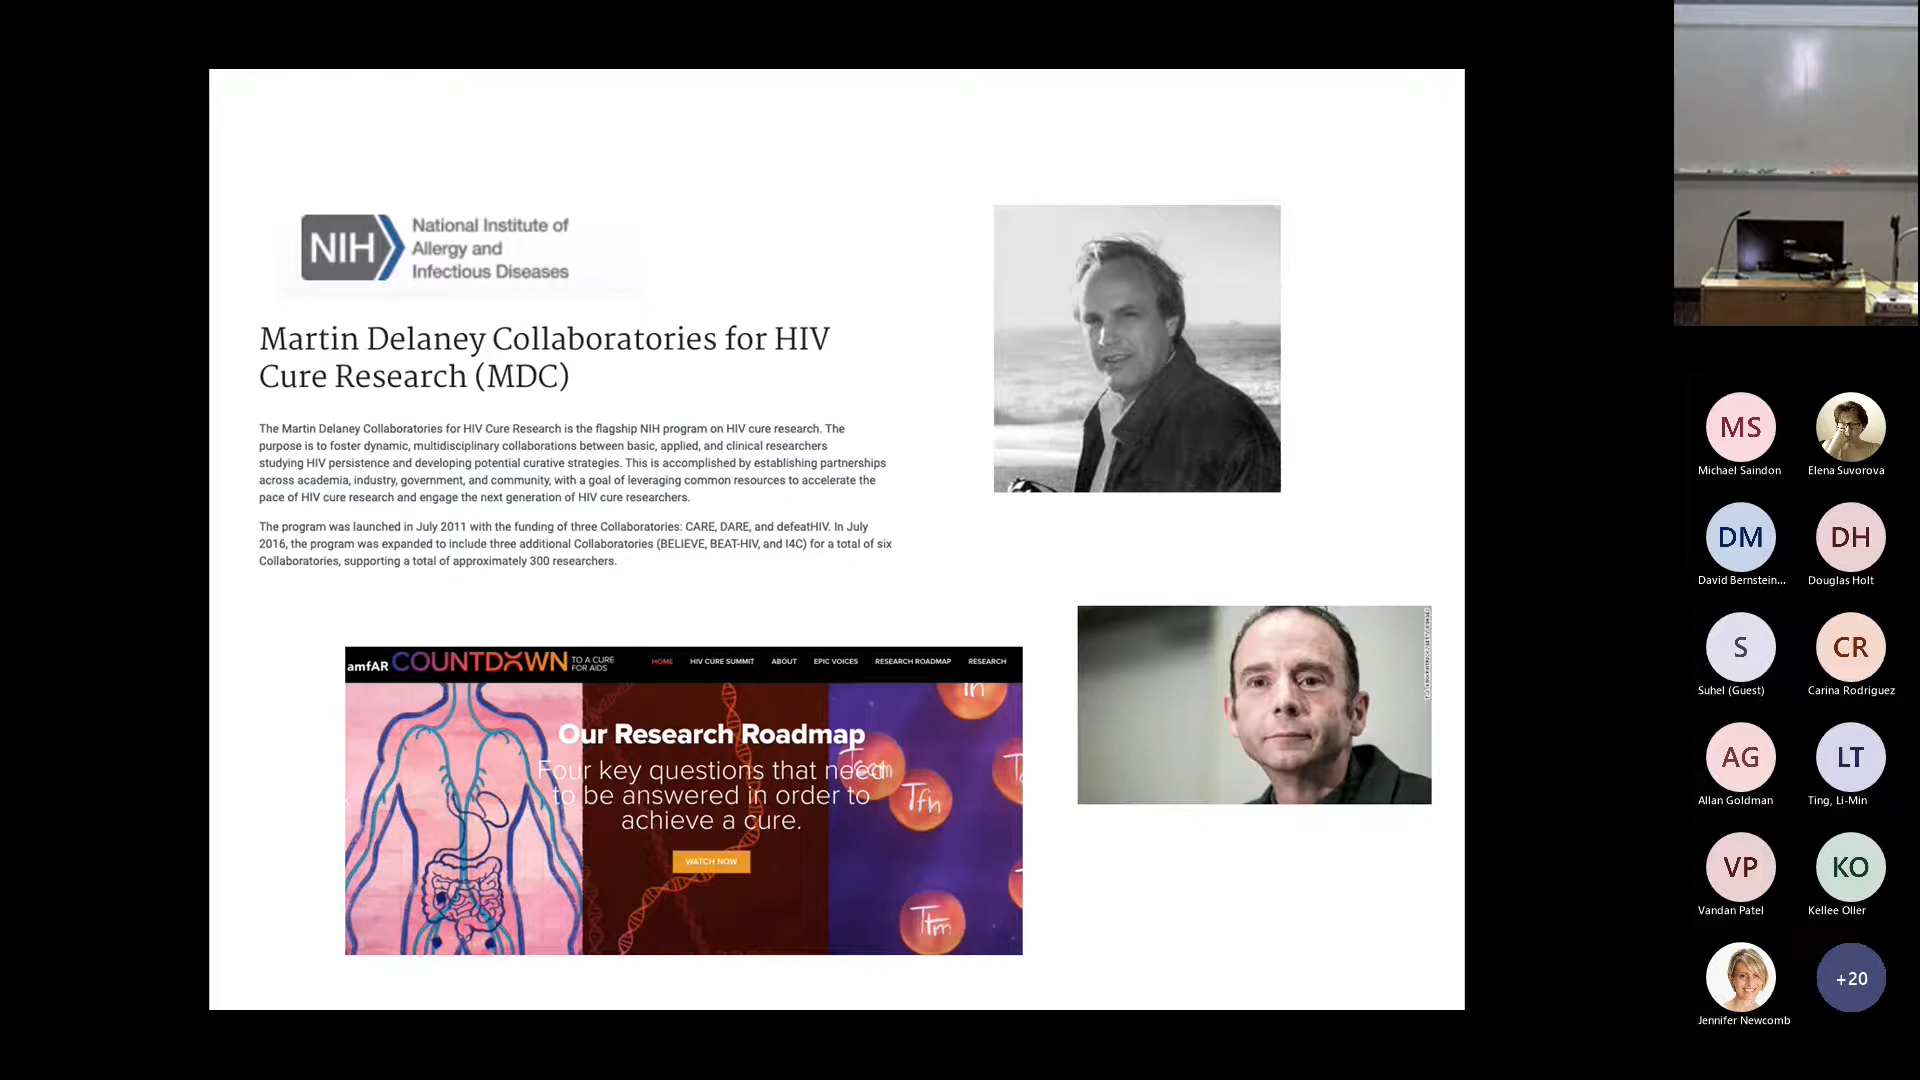 NIH
National Institute of
Allergy and
Infectious Diseases
Martin Delaney Collaboratories for HIV
Cure Research (MDC)
The Martin Delaney Collaboratories for HIV Cure Research is the flagship NIH program on HIV cure research. The
purpose is to foster dynamic, multidisciplinary collaborations between basic, applied, and clinical researchers
studying HIV persistence and developing potential curative strategies. This is accomplished by establishing partnerships
across academia, industry, government, and community, with a goal of leveraging common resources to accelerate the
pace of HIV cure research and engage the next generation of HIV cure researchers.
The program was launched in July 2011 with the funding of three Collaboratories: CARE, DARE, and defeatHIV. In July
2016, the program was expanded to include three additional Collaboratories (BELIEVE, BEAT-HIV, and I4C) for a total of six
Collaboratories, supporting a total of approximately 300 researchers.
amfAR COUNTDOWN TO A CURE
FOR AIDS
HOME HIV CURE SUMMIT ABOUT EPIC VOICES RESEARCH ROADMAP RESEARCH
Our Research Roadmap
Four key questions that need
to be answered in order to
achieve a cure.
WATCH NOW
Tcm
Tfh
Ttm
MS
Michael Saindon
Elena Suvorova
DM
David Bernstein...
DH
Douglas Holt
S
Suhel (Guest)
CR
Carina Rodriguez
AG
Allan Goldman
LT
Ting, Li-Min
VP
Vandan Patel
KO
Kellee Oller
Jennifer Newcomb
+20